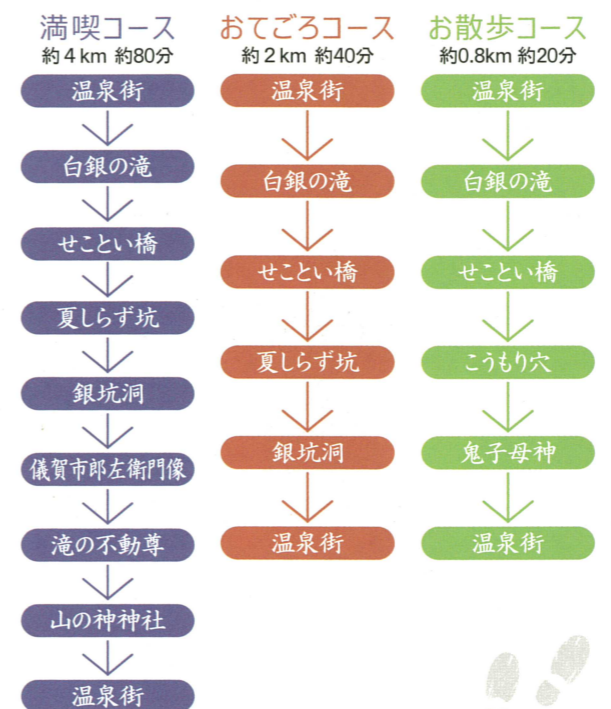 満喫コース
約4km 約80分
温泉街
白銀の滝
せことい橋
夏しらず坑
銀坑洞
儀賀市郎左衛門像
滝の不動尊
山の神神社
温泉街
おてごろコース
約2km 約40分
温泉街
白銀の滝
せことい橋
夏しらず坑
銀坑洞
温泉街
お散歩コース
約0.8km 約20分
温泉街
白銀の滝
せことい橋
こうもり穴
鬼子母神
温泉街